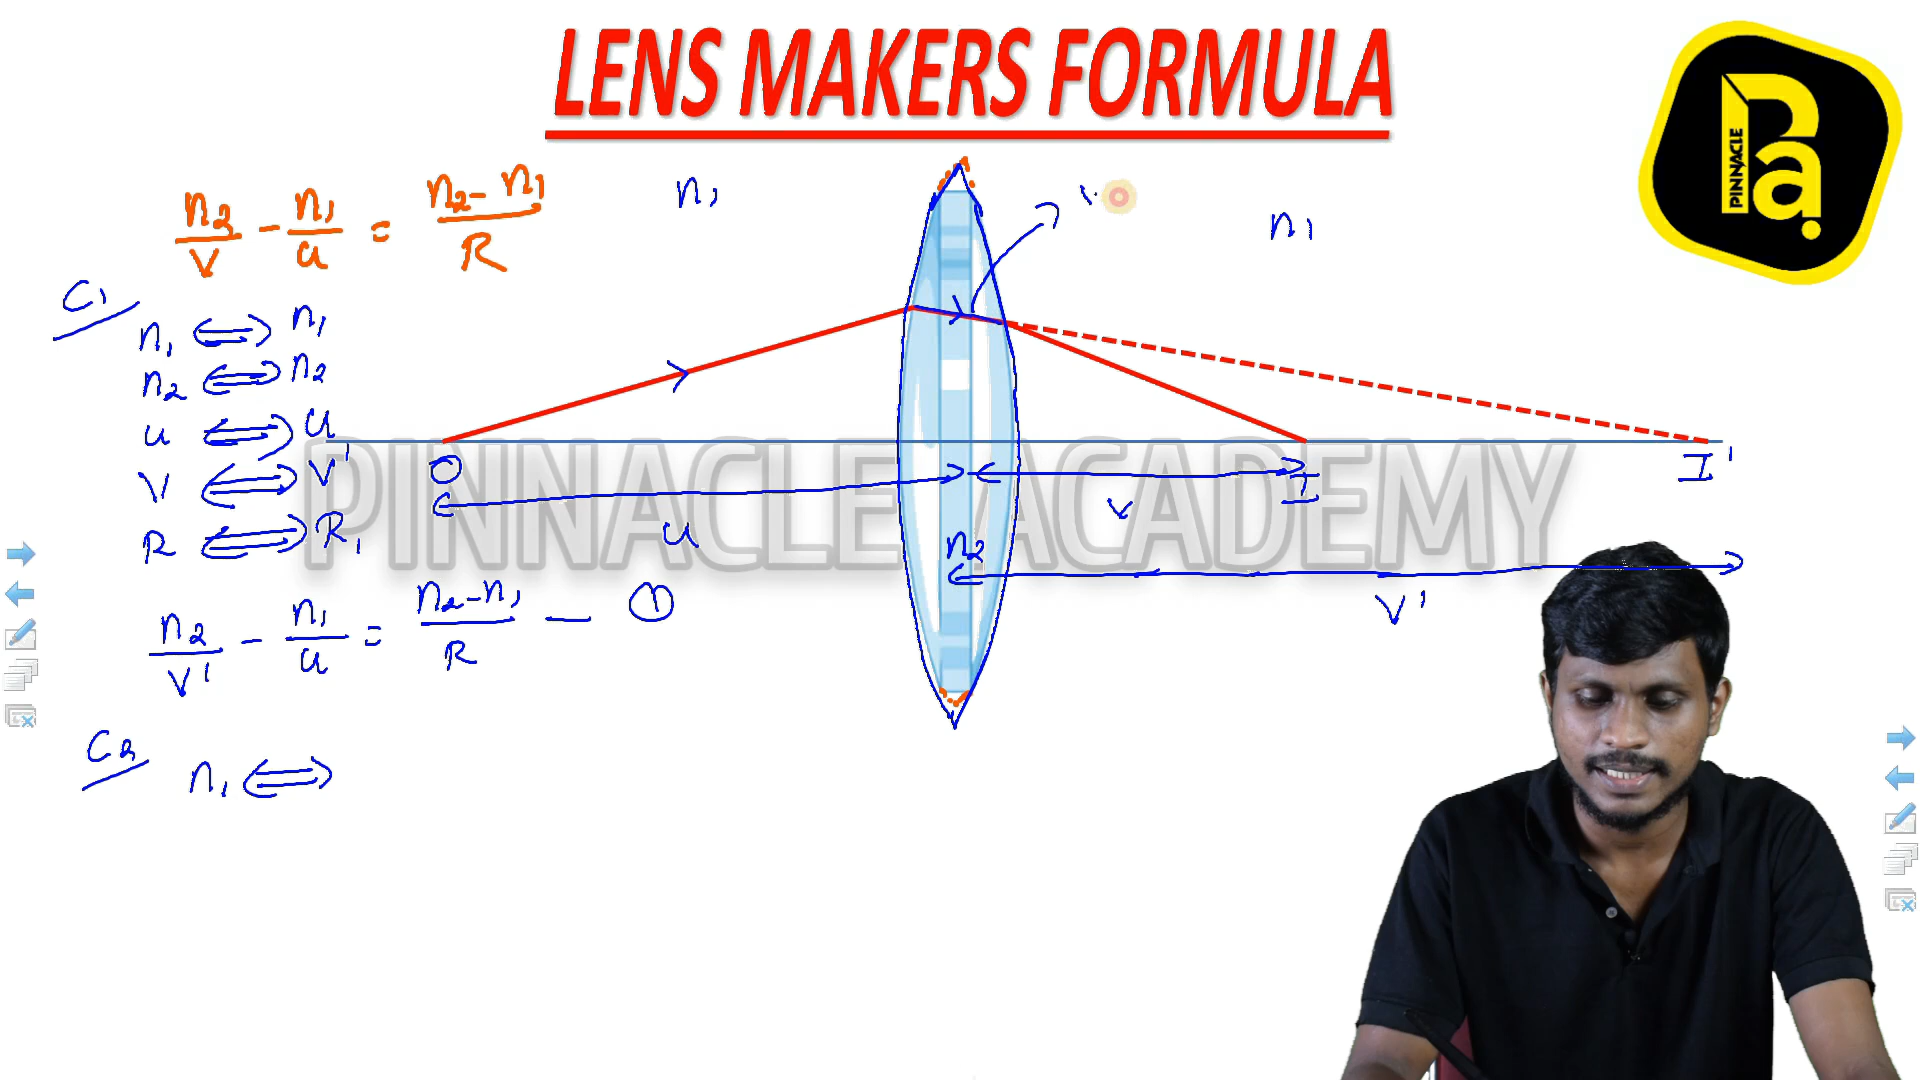 LENS MAKERS FORMULA
PINNACLE
Pa
n2/v - n1/u = n2-n1/R
n1
n1
C1
n1 ⟺ n1
n2 ⟺ n2
u ⟺ u
v ⟺ v'
R ⟺ R1
PINNACLE ACADEMY
O
I
I'
u
v
n2
v'
n2/v' - n1/u = n2-n1/R — ①
C2
n1 ⟺